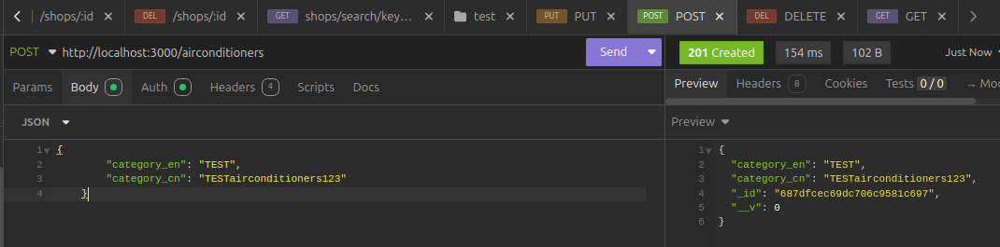 /shops/:id DEL /shops/:id GET shops/search/key... test PUT PUT POST POST DEL DELETE GET GET
POST http://localhost:3000/airconditioners Send 201 Created 154 ms 102 B Just Now
Params Body Auth Headers 4 Scripts Docs Preview Headers 8 Cookies Tests 0 / 0 → Moc
JSON Preview
1 { 1 {
2 "category_en": "TEST", 2 "category_en": "TEST",
3 "category_cn": "TESTairconditioners123" 3 "category_cn": "TESTairconditioners123",
4 } 4 "_id": "687dfcec69dc706c9581c697",
5 "__v": 0
6 }